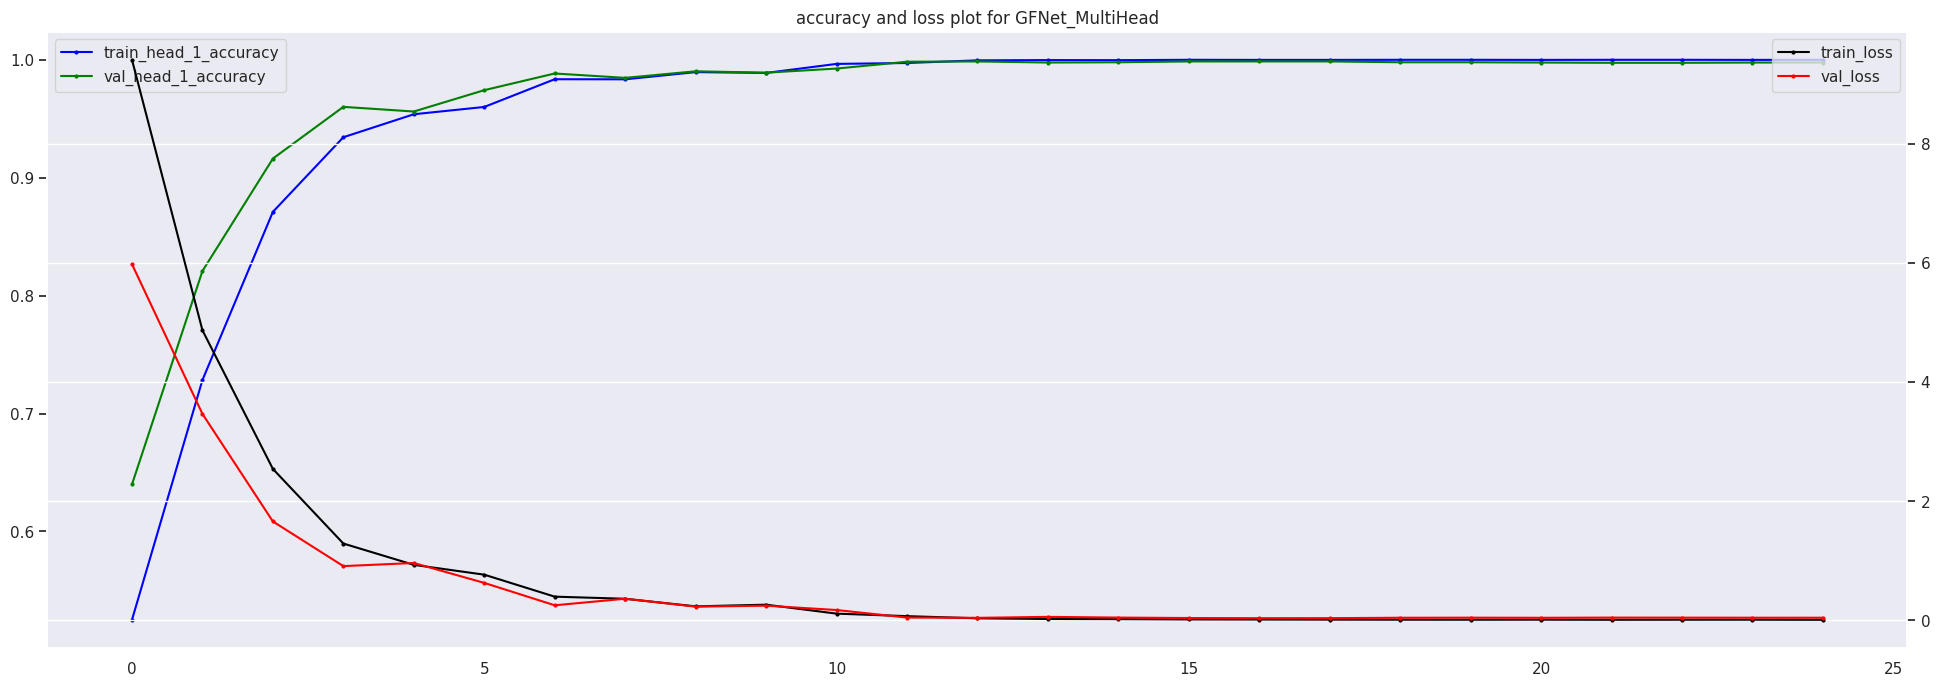 accuracy and loss plot for GFNet_MultiHead
train_head_1_accuracy
val_head_1_accuracy
train_loss
val_loss
1.0
0.9
0.8
0.7
0.6
8
6
4
2
0
0 5 10 15 20 25